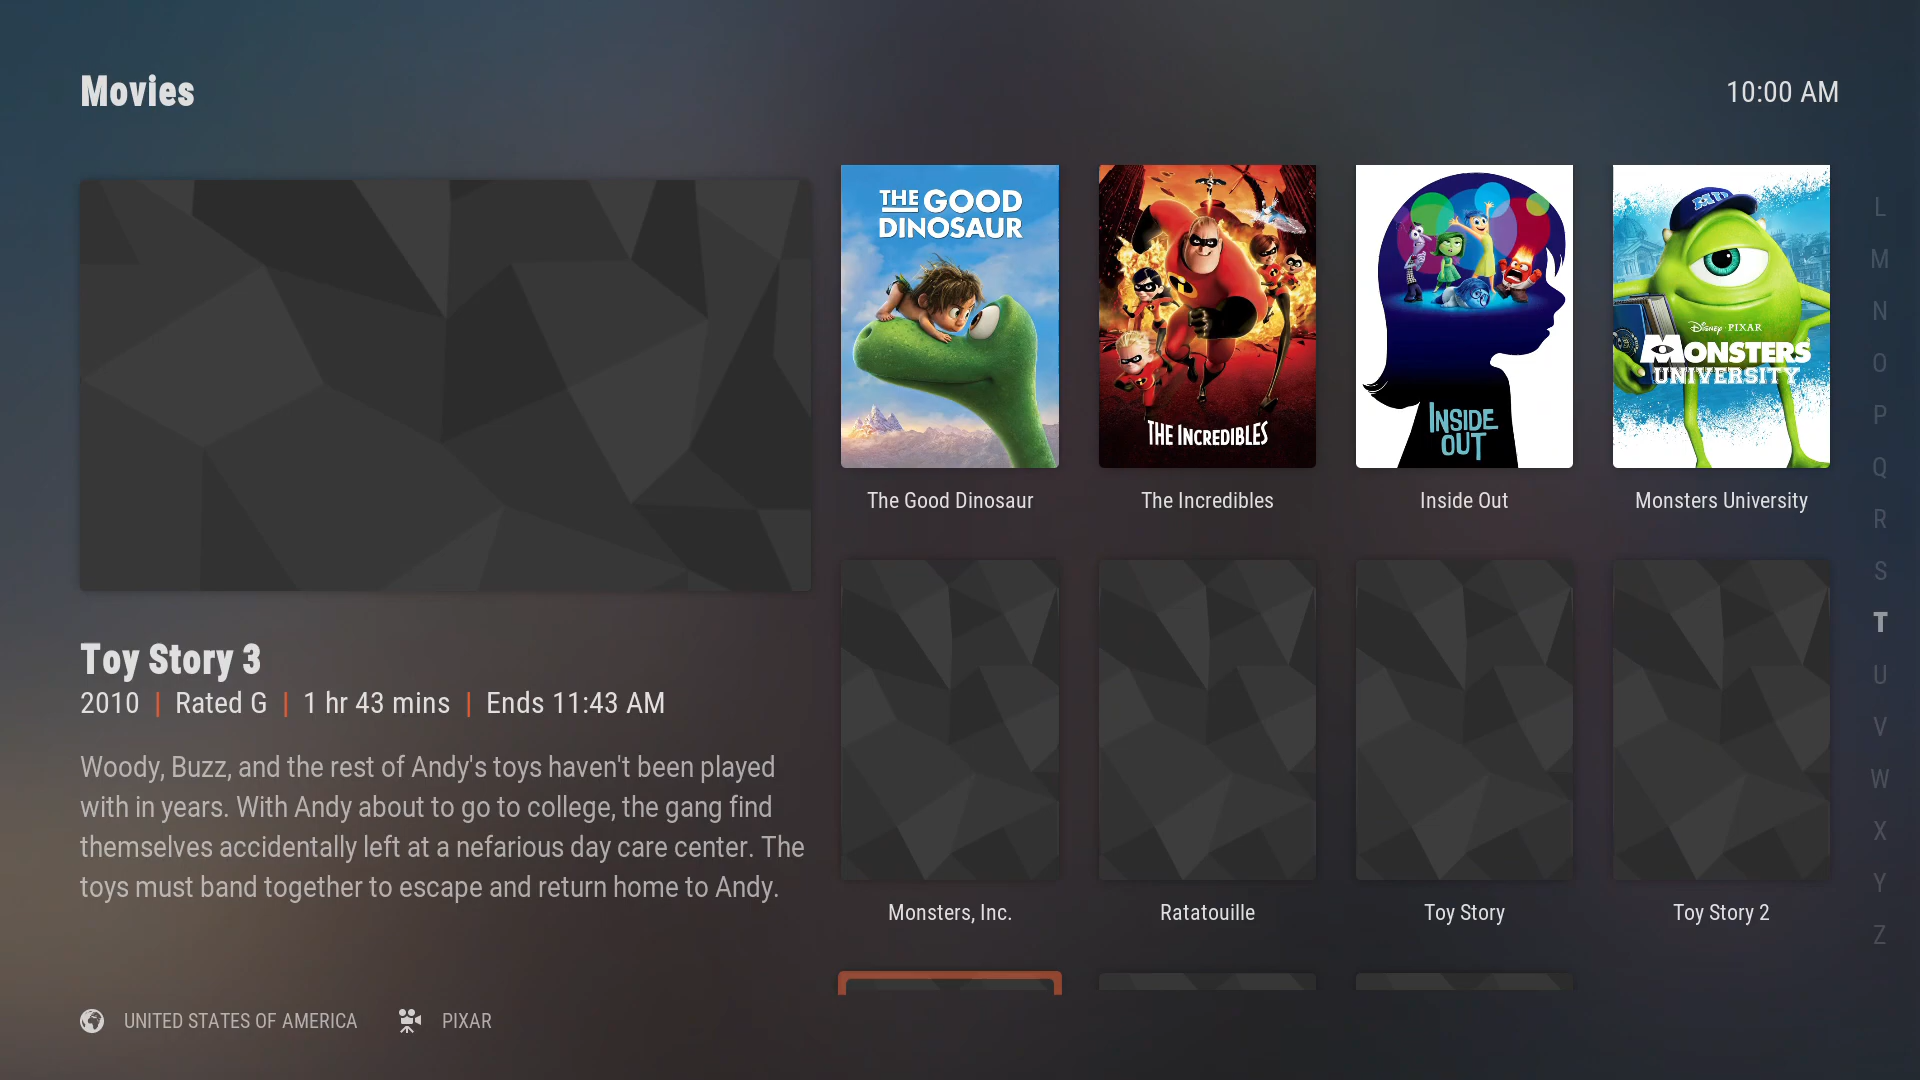 Movies
10:00 AM
THE GOOD
DINOSAUR
THE INCREDIBLES
INSIDE
OUT
MU
DISNEY · PIXAR
MONSTERS
UNIVERSITY
The Good Dinosaur
The Incredibles
Inside Out
Monsters University
Toy Story 3
2010 | Rated G | 1 hr 43 mins | Ends 11:43 AM
Woody, Buzz, and the rest of Andy's toys haven't been played
with in years. With Andy about to go to college, the gang find
themselves accidentally left at a nefarious day care center. The
toys must band together to escape and return home to Andy.
Monsters, Inc.
Ratatouille
Toy Story
Toy Story 2
UNITED STATES OF AMERICA
PIXAR
L
M
N
O
P
Q
R
S
T
U
V
W
X
Y
Z